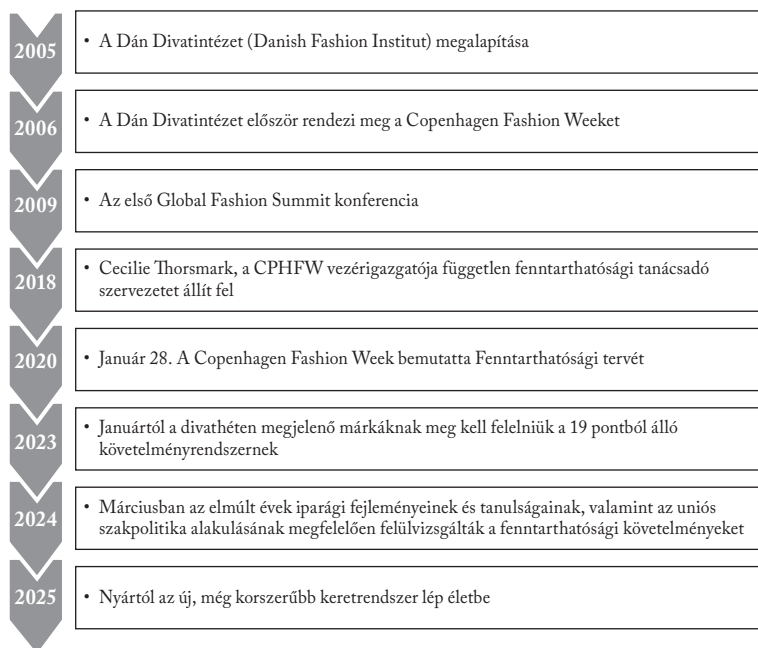 2005
• A Dán Divatintézet (Danish Fashion Institut) megalapítása
2006
• A Dán Divatintézet először rendezi meg a Copenhagen Fashion Weeket
2009
• Az első Global Fashion Summit konferencia
2018
• Cecilie Thorsmark, a CPHFW vezérigazgatója független fenntarthatósági tanácsadó
szervezetet állít fel
2020
• Január 28. A Copenhagen Fashion Week bemutatta Fenntarthatósági tervét
2023
• Januártól a divathéten megjelenő márkáknak meg kell felelniük a 19 pontból álló
követelményrendszernek
2024
• Márciusban az elmúlt évek iparági fejleményeinek és tanulságainak, valamint az uniós
szakpolitika alakulásának megfelelően felülvizsgálták a fenntarthatósági követelményeket
2025
• Nyártól az új, még korszerűbb keretrendszer lép életbe